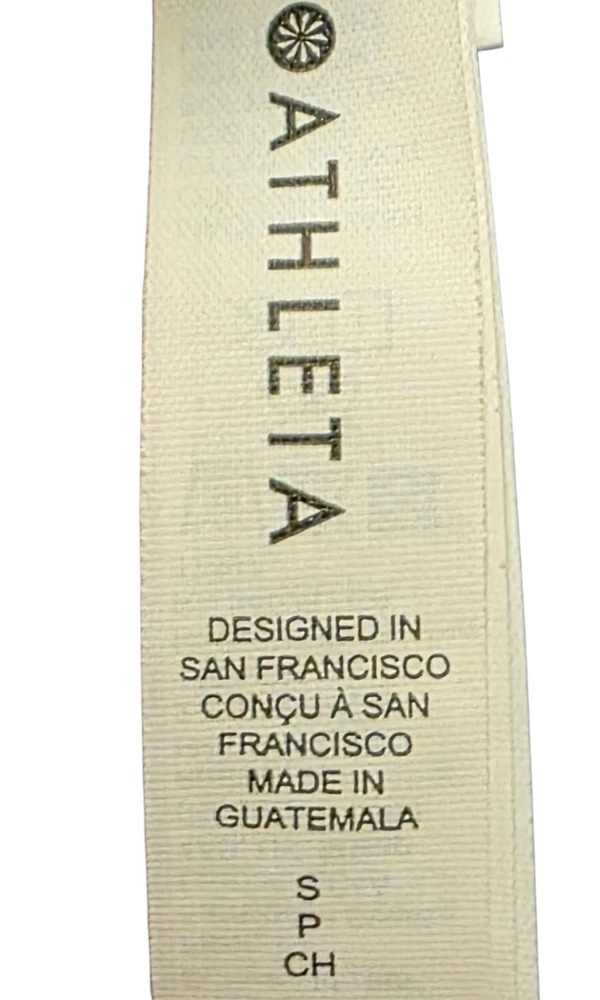 ATHLETA
DESIGNED IN
SAN FRANCISCO
CONÇU À SAN
FRANCISCO
MADE IN
GUATEMALA
S
P
CH